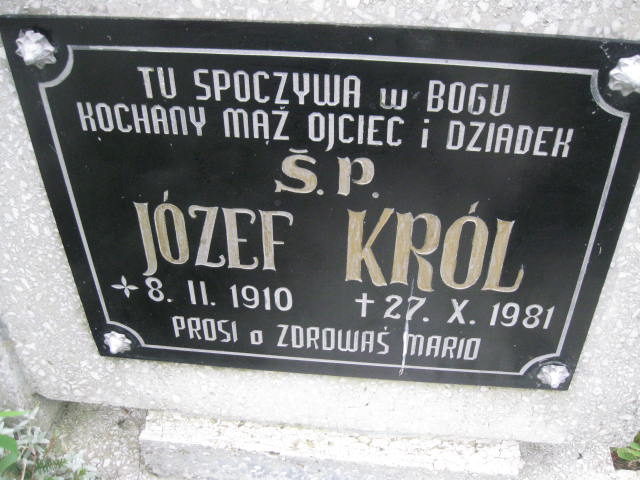 TU SPOCZYWA w BOGU
KOCHANY MĄŻ OJCIEC i DZIADEK
Ś.P.
JÓZEF KRÓL
8. II. 1910 † 27. X. 1981
PROSI o ZDROWAŚ MARIO